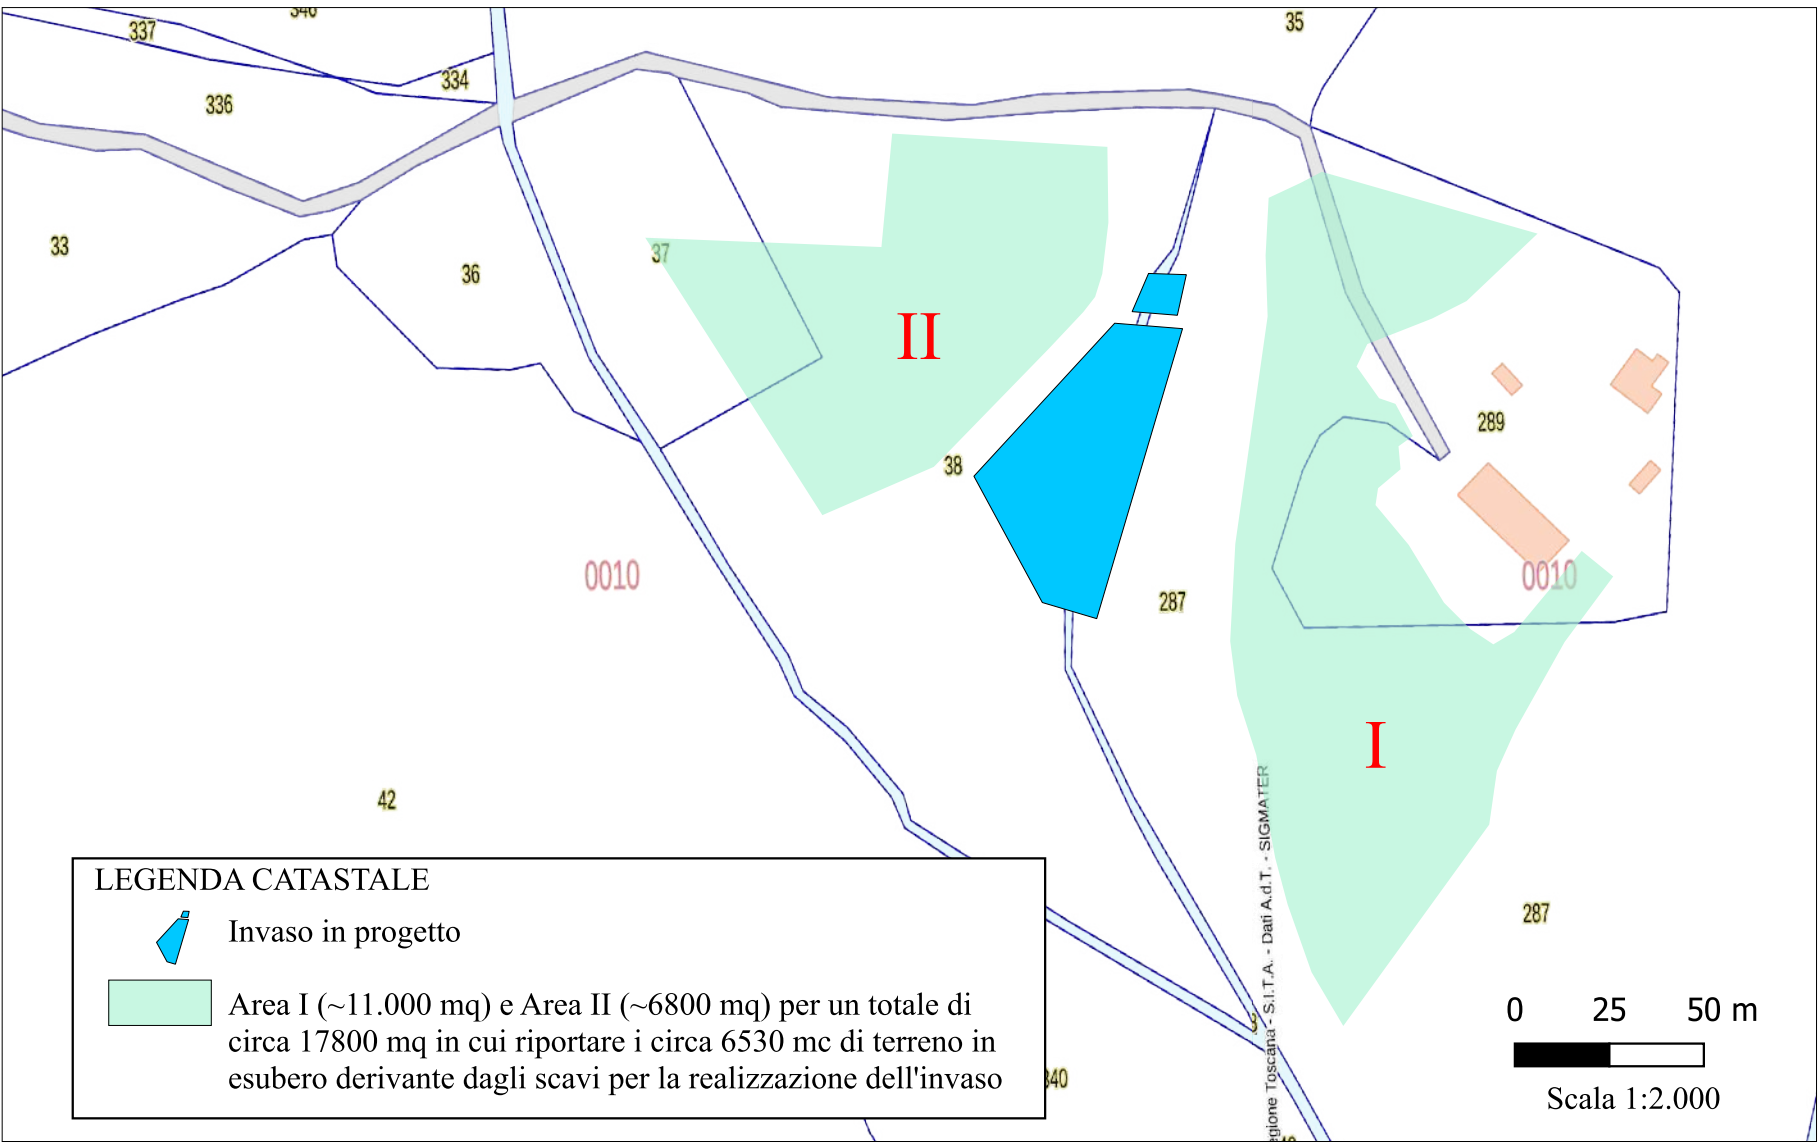 346
35
337
334
336
33
36
37
II
289
38
0010
0010
287
I
42
287
LEGENDA CATASTALE
Invaso in progetto
Area I (~11.000 mq) e Area II (~6800 mq) per un totale di
circa 17800 mq in cui riportare i circa 6530 mc di terreno in
esubero derivante dagli scavi per la realizzazione dell'invaso
egione Toscana - S.I.T.A. - Dati A.d.T. - SIGMATER
0 25 50 m
Scala 1:2.000